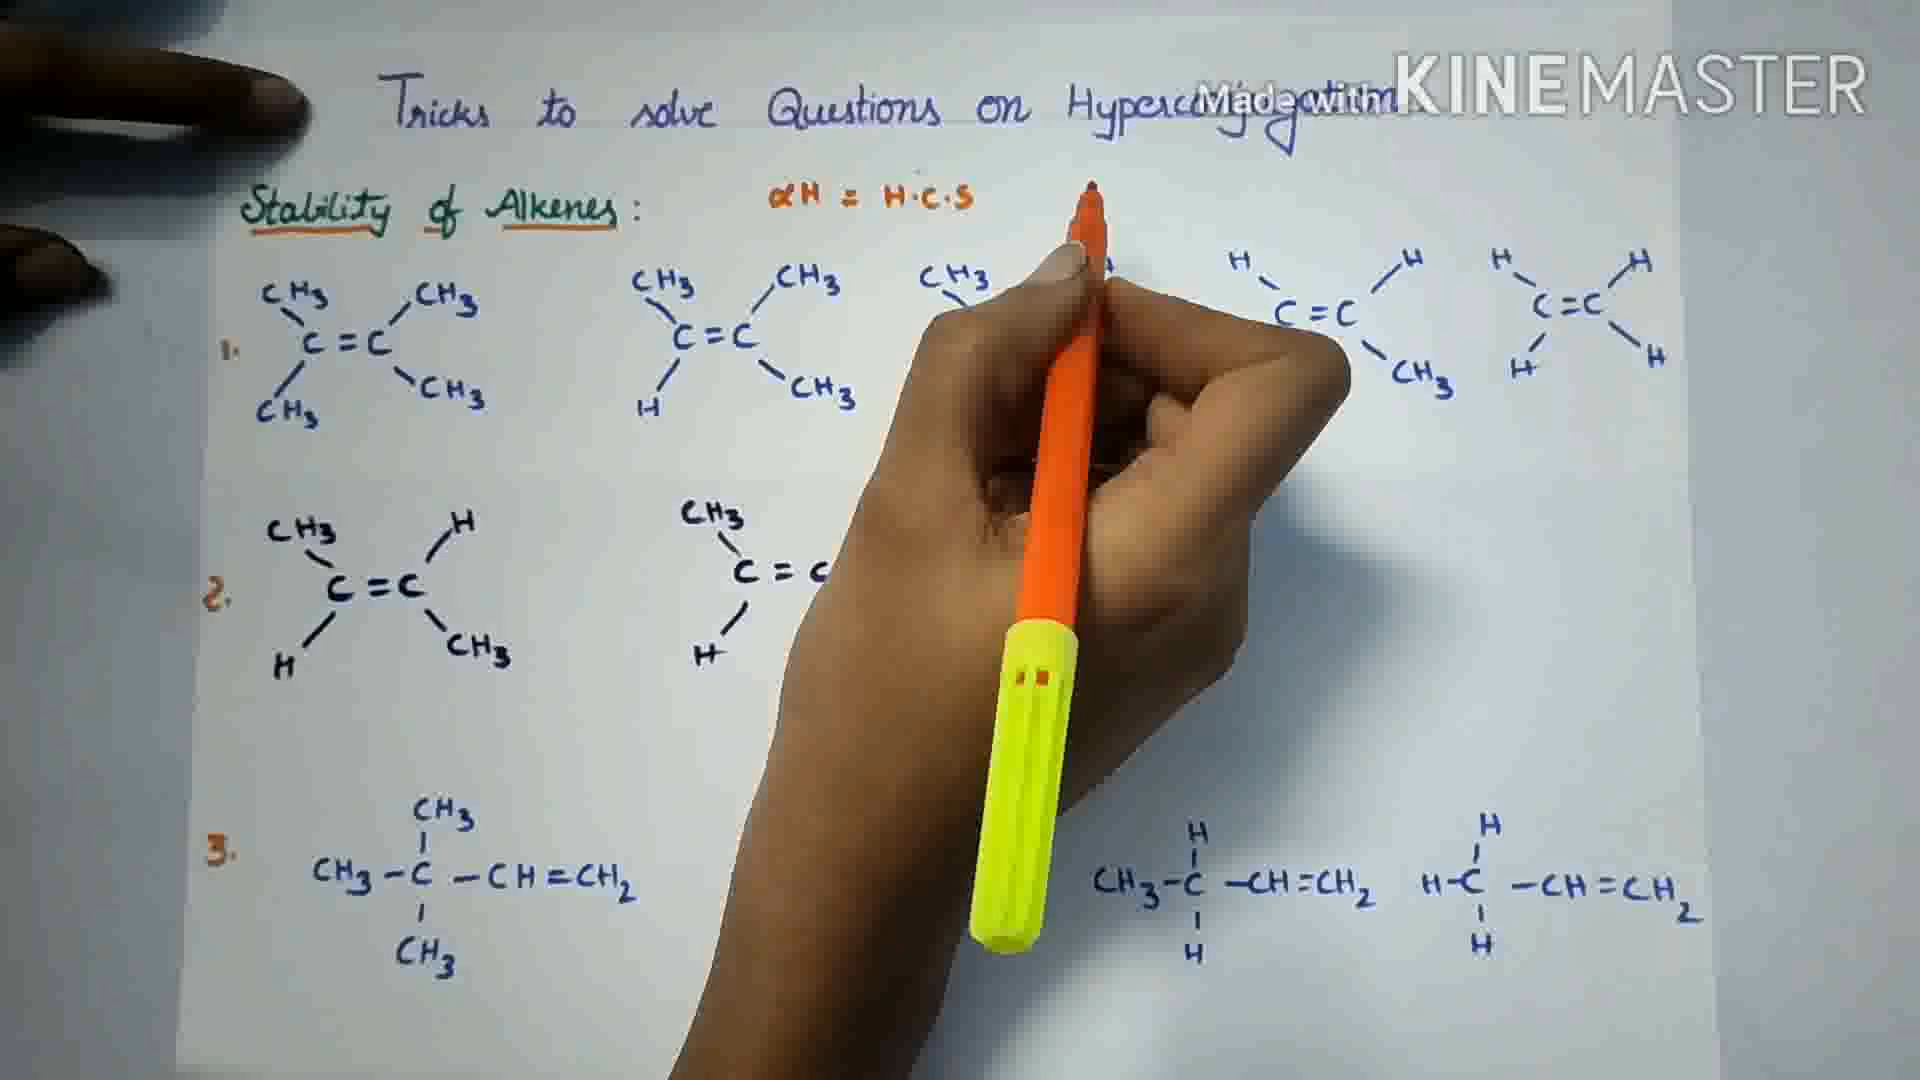 Tricks to solve Questions on Hyperconjugation
Made with KINEMASTER
Stability of Alkenes : αH = H.C.S
1.
CH3 CH3 CH3 CH3 CH3 H H H H
C=C C=C C=C C=C
CH3 CH3 H CH3 CH3 H H
2.
CH3 H CH3
C=C C=C
H CH3 H
3.
CH3 H H
CH3-C-CH=CH2 CH3-C-CH=CH2 H-C-CH=CH2
CH3 H H